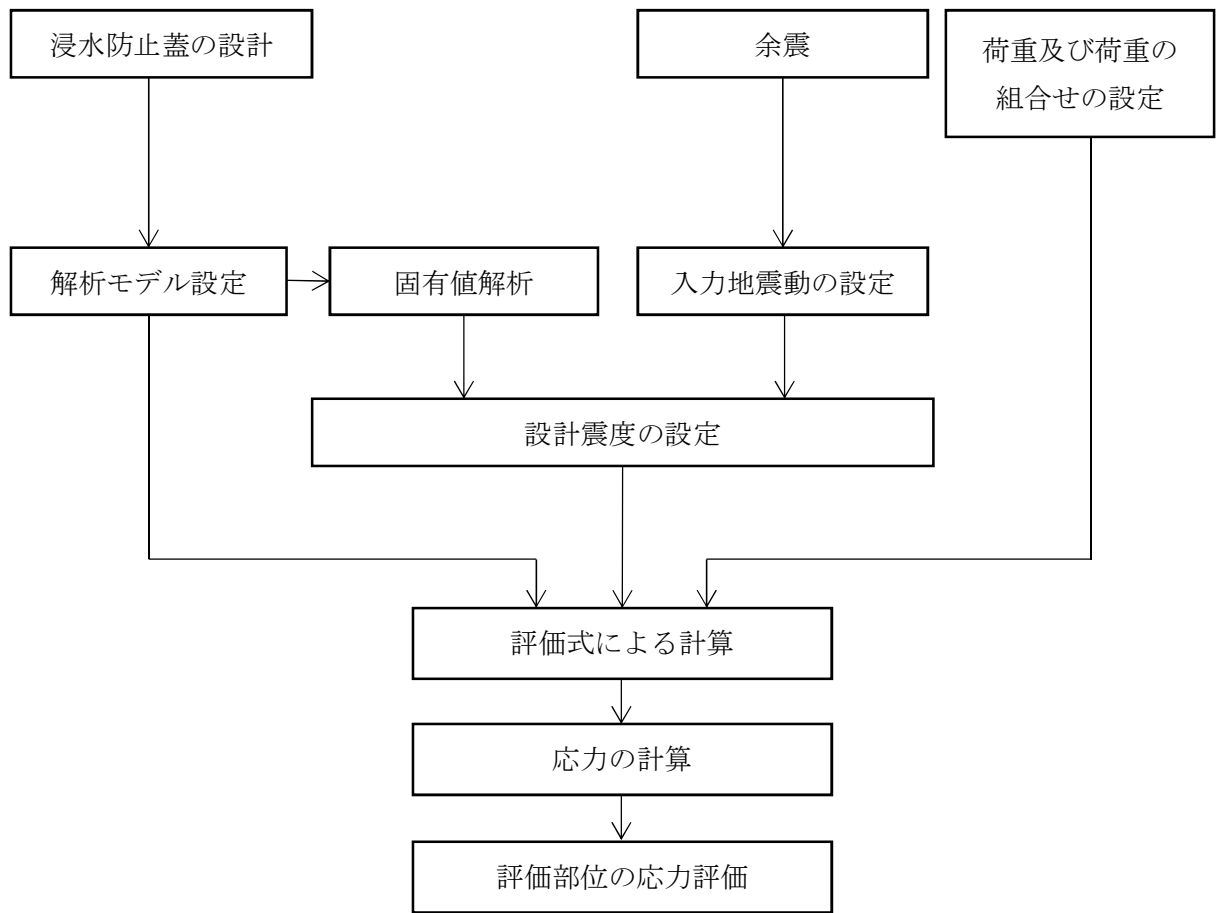 浸水防止蓋の設計
余震
荷重及び荷重の
組合せの設定
解析モデル設定
固有値解析
入力地震動の設定
設計震度の設定
評価式による計算
応力の計算
評価部位の応力評価